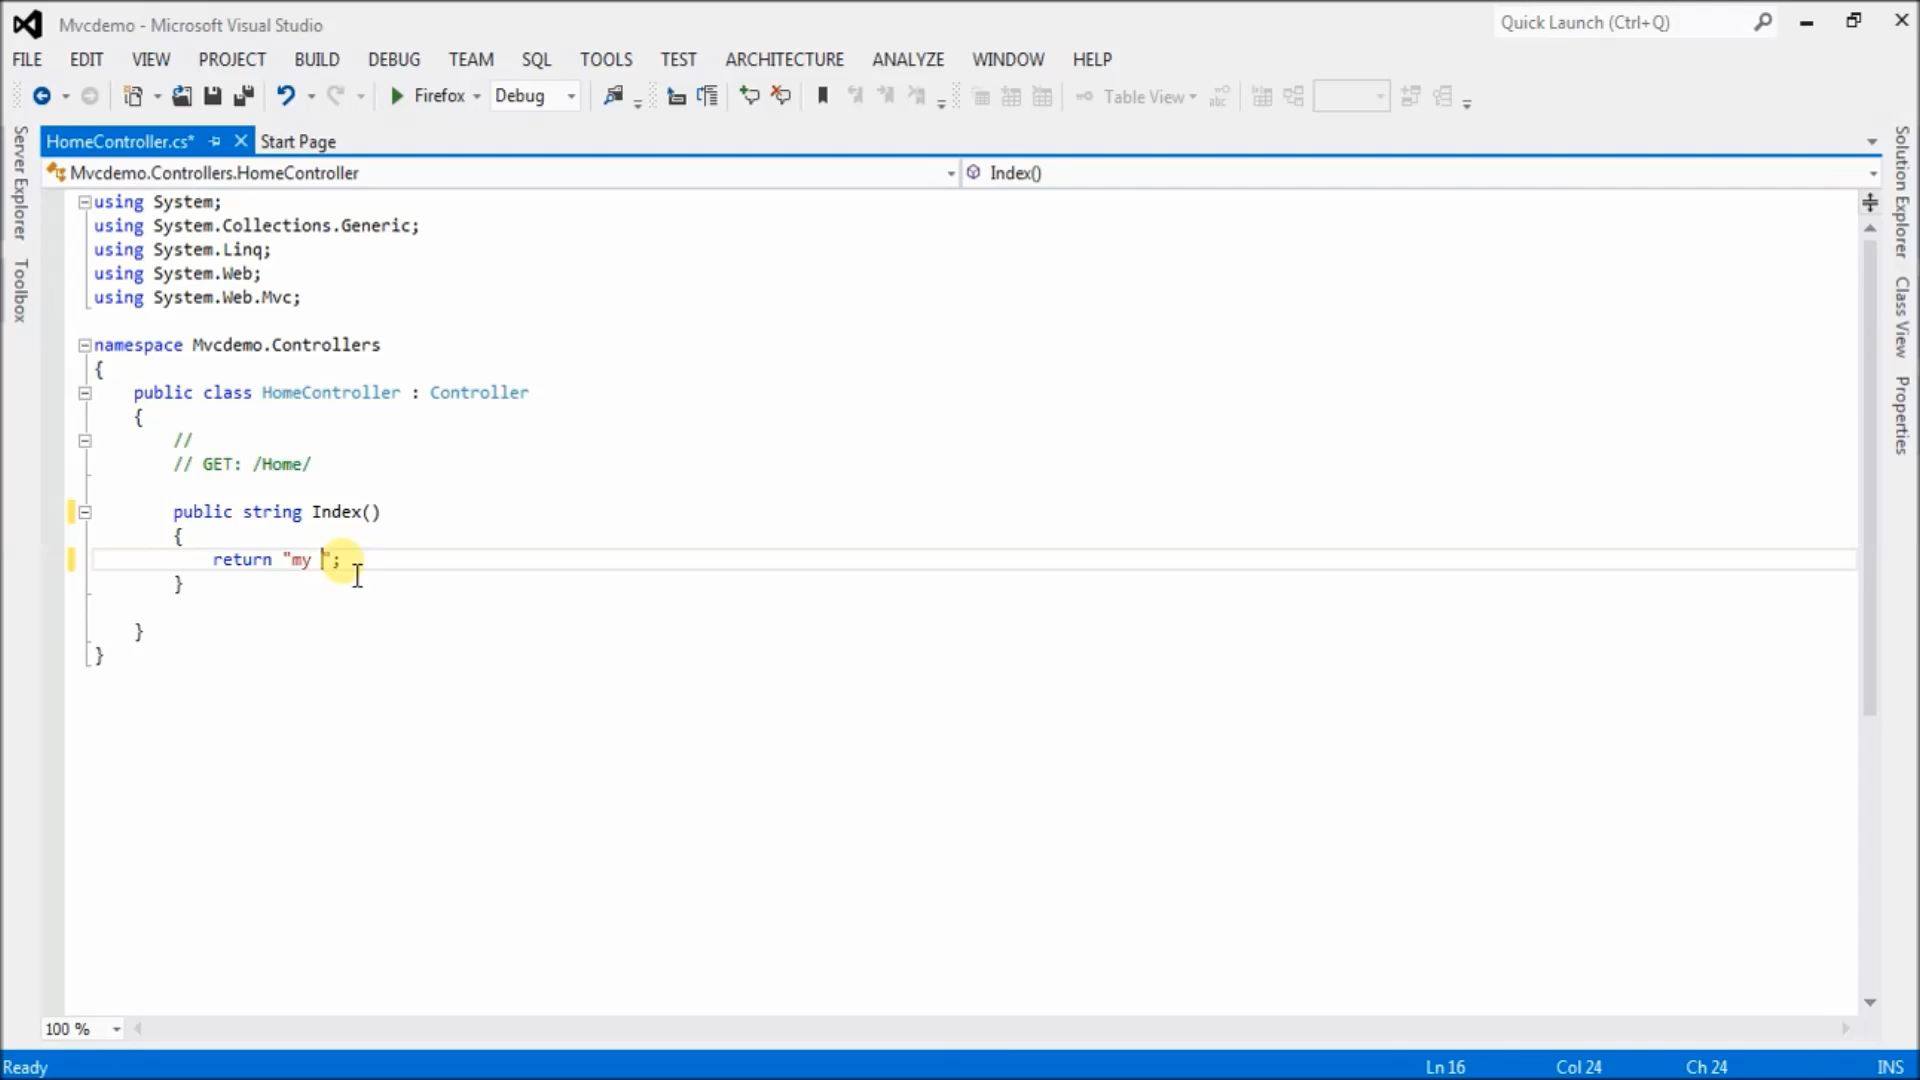 Mvcdemo - Microsoft Visual Studio
Quick Launch (Ctrl+Q)
FILE EDIT VIEW PROJECT BUILD DEBUG TEAM SQL TOOLS TEST ARCHITECTURE ANALYZE WINDOW HELP
Firefox Debug Table View
HomeController.cs* Start Page
Mvcdemo.Controllers.HomeController Index()
Server Explorer
Toolbox
using System;
using System.Collections.Generic;
using System.Linq;
using System.Web;
using System.Web.Mvc;
namespace Mvcdemo.Controllers
{
public class HomeController : Controller
{
//
// GET: /Home/
public string Index()
{
return "my ";
}
}
}
Solution Explorer
Class View
Properties
100 %
Ready Ln 16 Col 24 Ch 24 INS